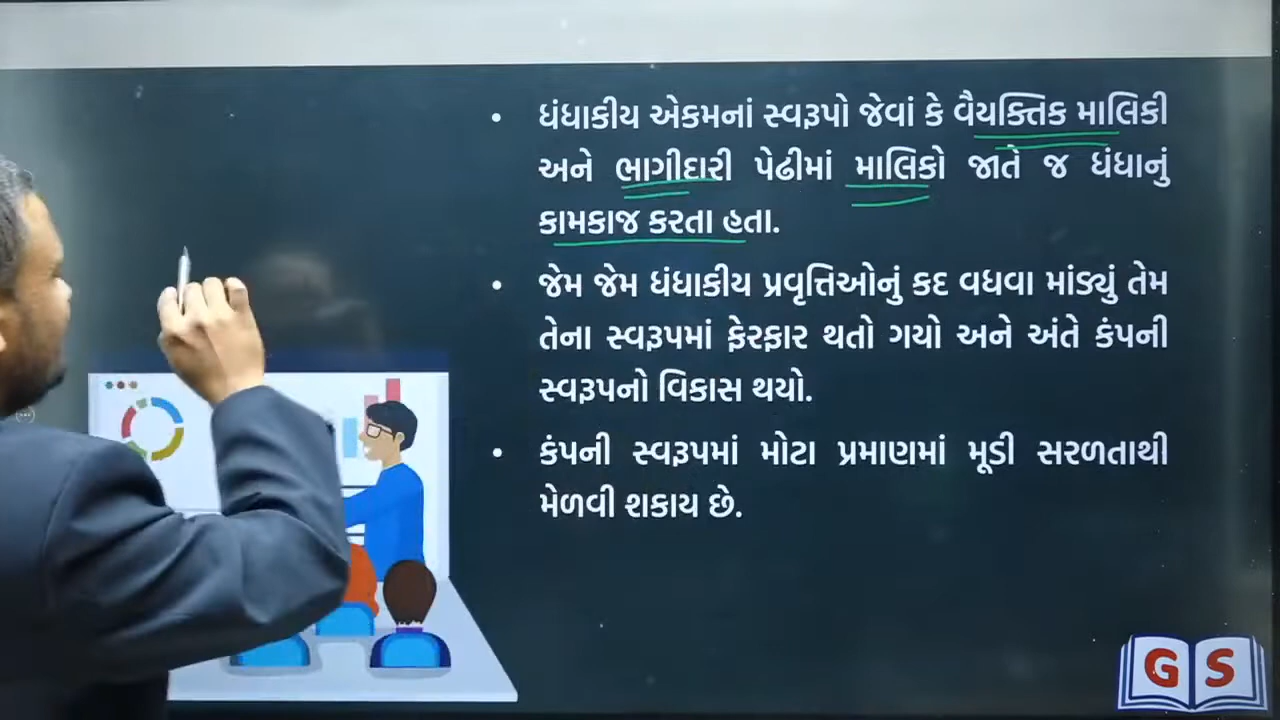 • ધંધાકીય એકમનાં સ્વરૂપો જેવાં કે વૈયક્તિક માલિકી
અને ભાગીદારી પેઢીમાં માલિકો જાતે જ ધંધાનું
કામકાજ કરતા હતા.
• જેમ જેમ ધંધાકીય પ્રવૃત્તિઓનું કદ વધવા માંડ્યું તેમ
તેના સ્વરૂપમાં ફેરફાર થતો ગયો અને અંતે કંપની
સ્વરૂપનો વિકાસ થયો.
• કંપની સ્વરૂપમાં મોટા પ્રમાણમાં મૂડી સરળતાથી
મેળવી શકાય છે.
G S